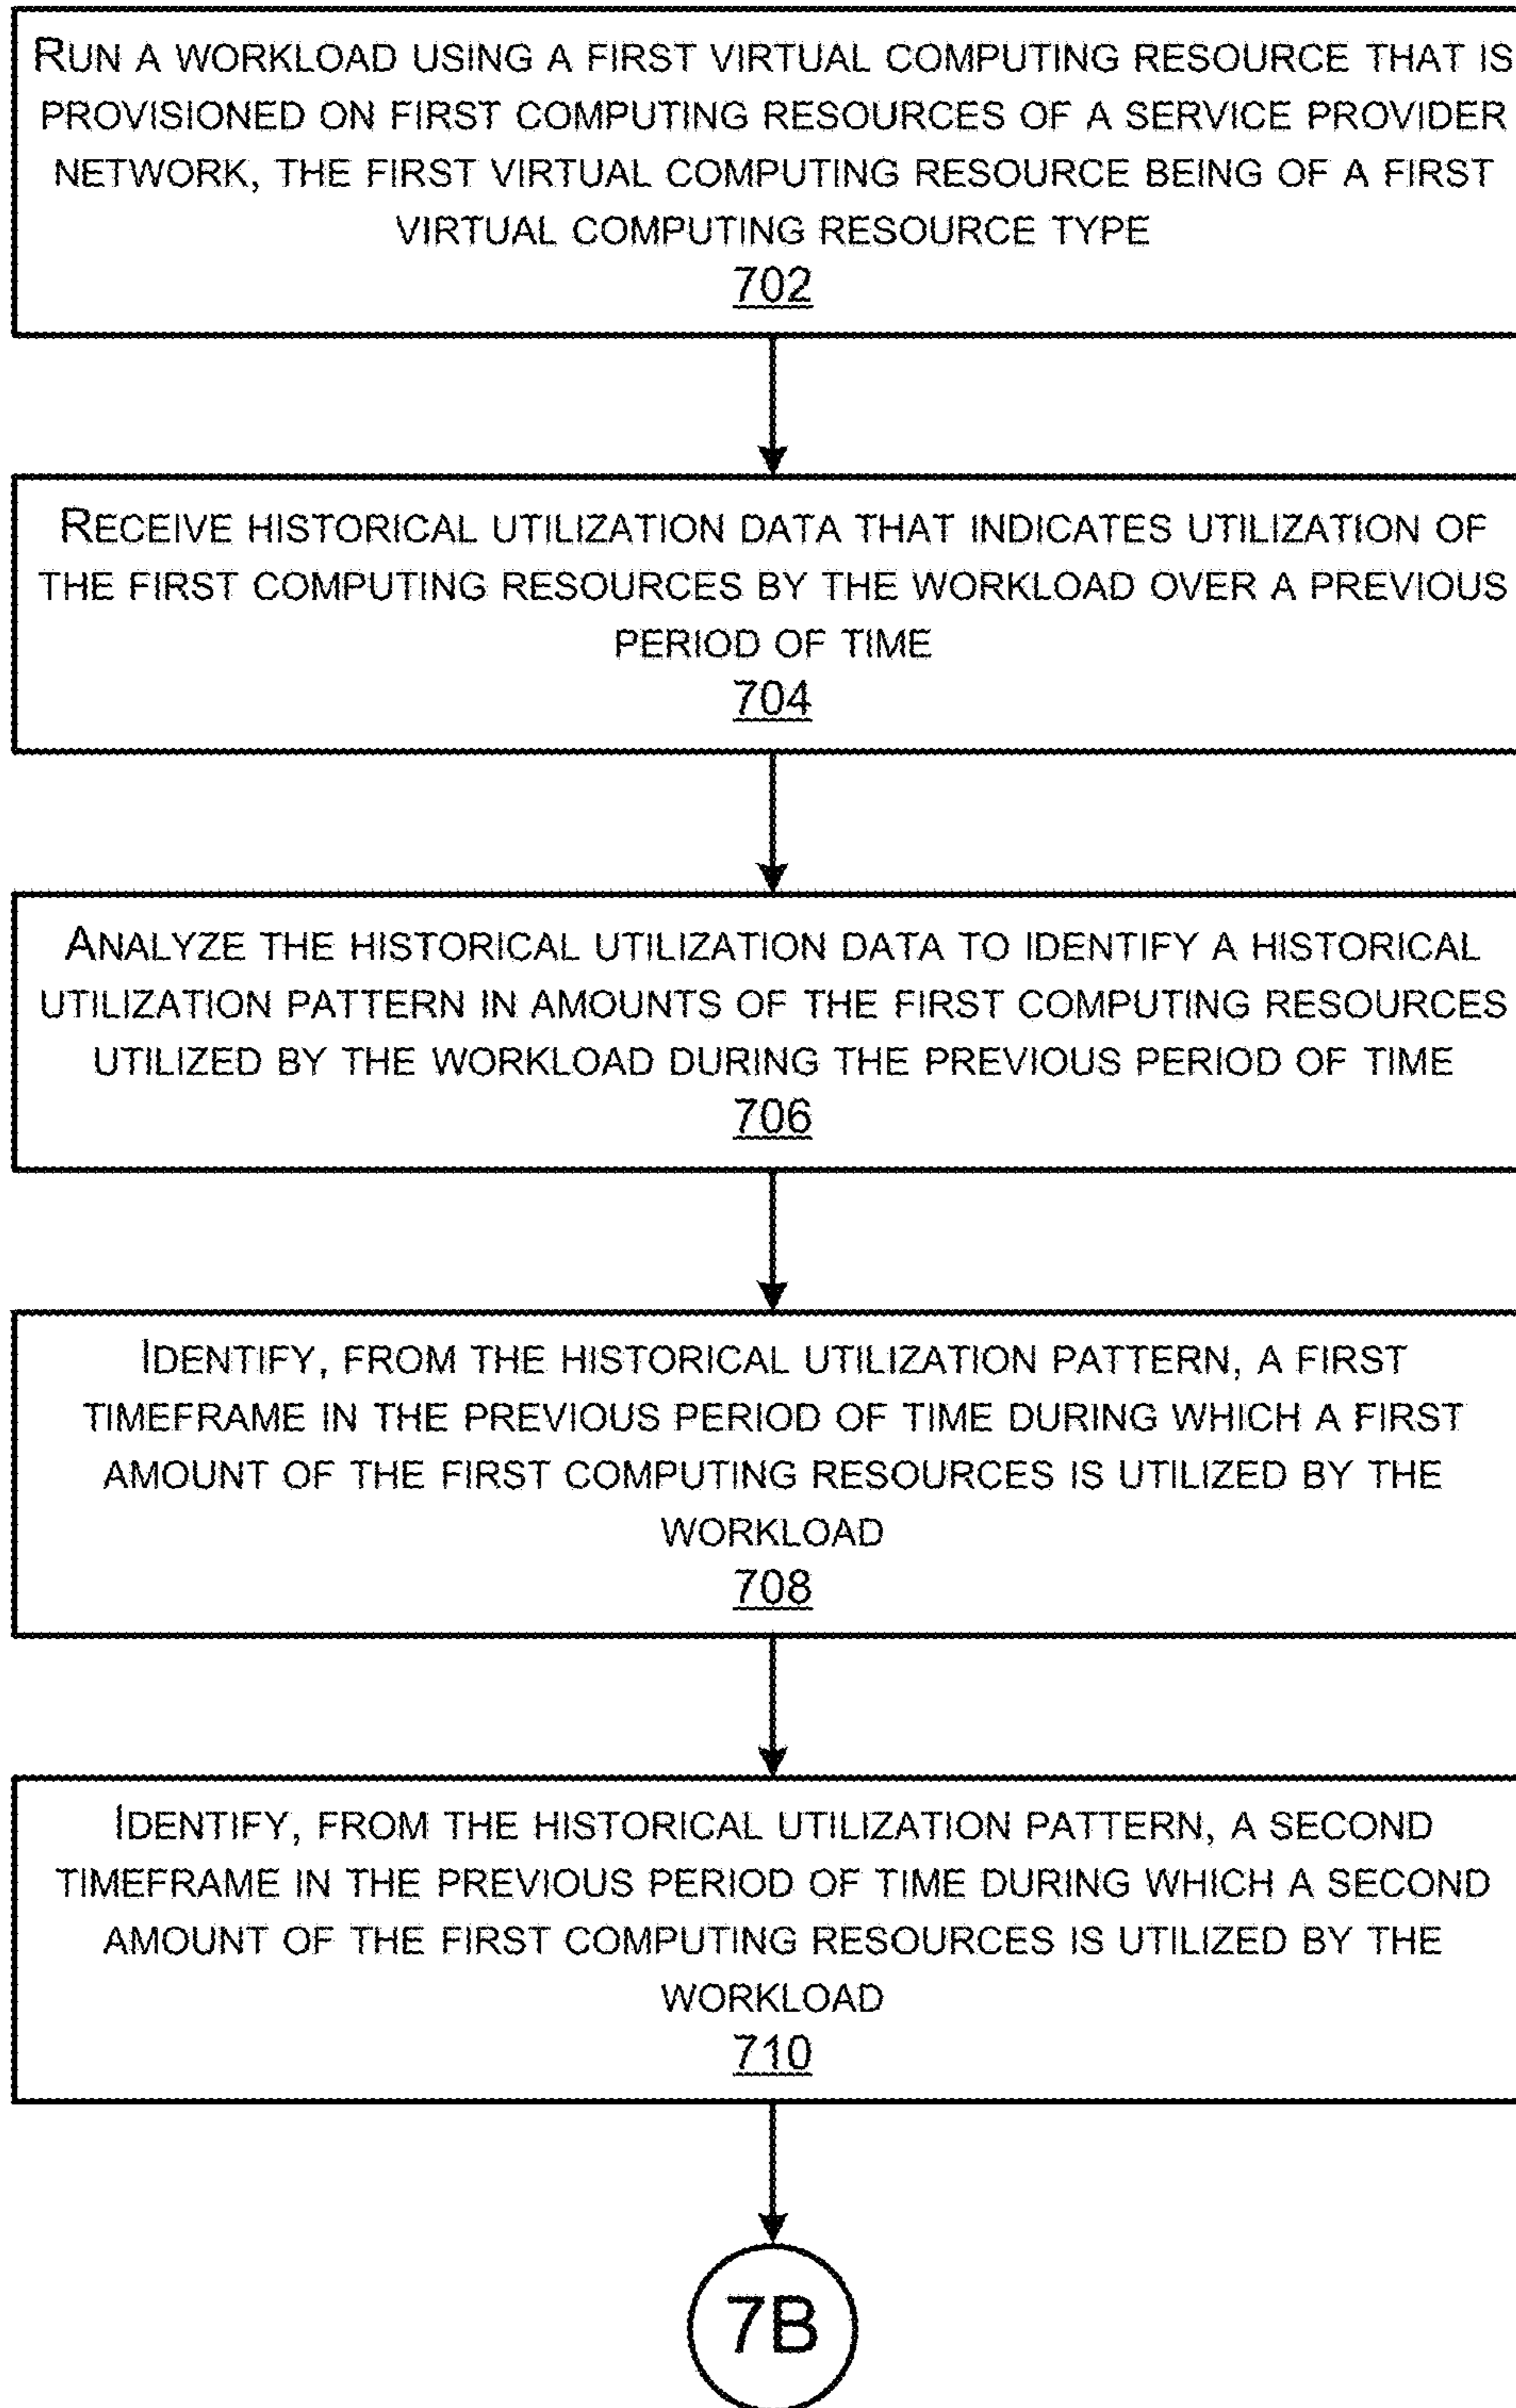 RUN A WORKLOAD USING A FIRST VIRTUAL COMPUTING RESOURCE THAT IS
PROVISIONED ON FIRST COMPUTING RESOURCES OF A SERVICE PROVIDER
NETWORK, THE FIRST VIRTUAL COMPUTING RESOURCE BEING OF A FIRST
VIRTUAL COMPUTING RESOURCE TYPE
702
RECEIVE HISTORICAL UTILIZATION DATA THAT INDICATES UTILIZATION OF
THE FIRST COMPUTING RESOURCES BY THE WORKLOAD OVER A PREVIOUS
PERIOD OF TIME
704
ANALYZE THE HISTORICAL UTILIZATION DATA TO IDENTIFY A HISTORICAL
UTILIZATION PATTERN IN AMOUNTS OF THE FIRST COMPUTING RESOURCES
UTILIZED BY THE WORKLOAD DURING THE PREVIOUS PERIOD OF TIME
706
IDENTIFY, FROM THE HISTORICAL UTILIZATION PATTERN, A FIRST
TIMEFRAME IN THE PREVIOUS PERIOD OF TIME DURING WHICH A FIRST
AMOUNT OF THE FIRST COMPUTING RESOURCES IS UTILIZED BY THE
WORKLOAD
708
IDENTIFY, FROM THE HISTORICAL UTILIZATION PATTERN, A SECOND
TIMEFRAME IN THE PREVIOUS PERIOD OF TIME DURING WHICH A SECOND
AMOUNT OF THE FIRST COMPUTING RESOURCES IS UTILIZED BY THE
WORKLOAD
710
7B